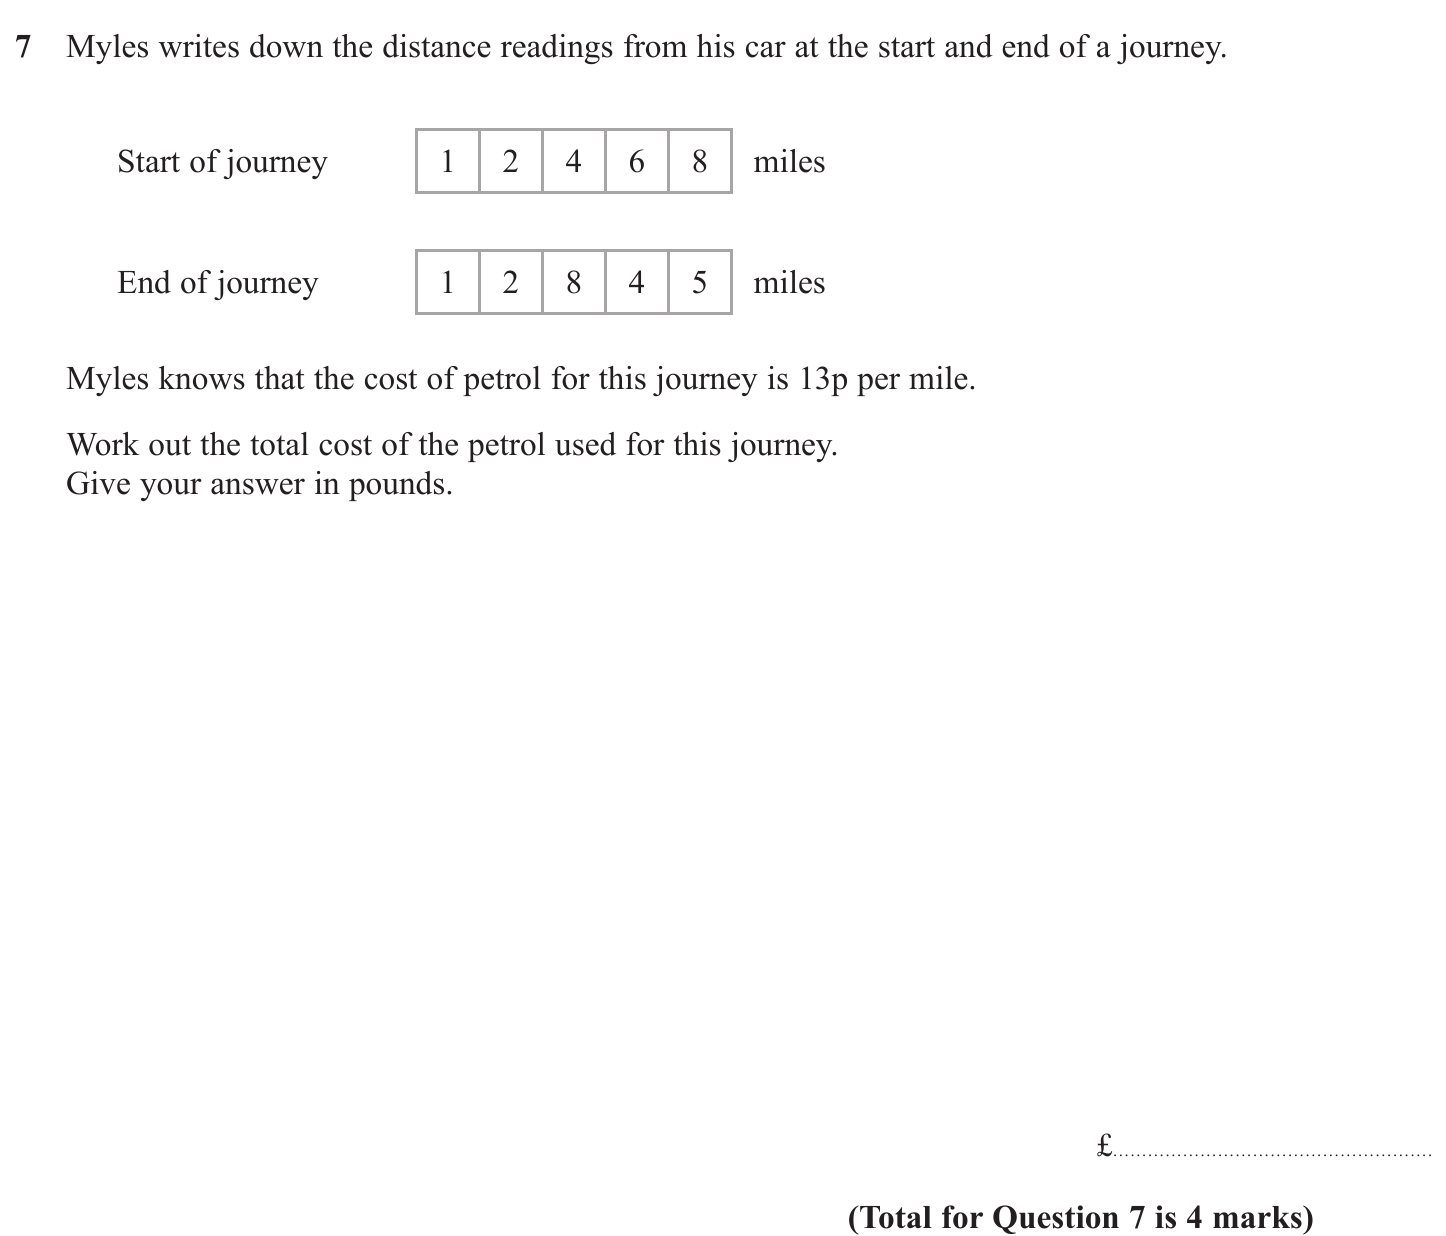 7 Myles writes down the distance readings from his car at the start and end of a journey.
Start of journey 1 2 4 6 8 miles
End of journey 1 2 8 4 5 miles
Myles knows that the cost of petrol for this journey is 13p per mile.
Work out the total cost of the petrol used for this journey.
Give your answer in pounds.
£
(Total for Question 7 is 4 marks)